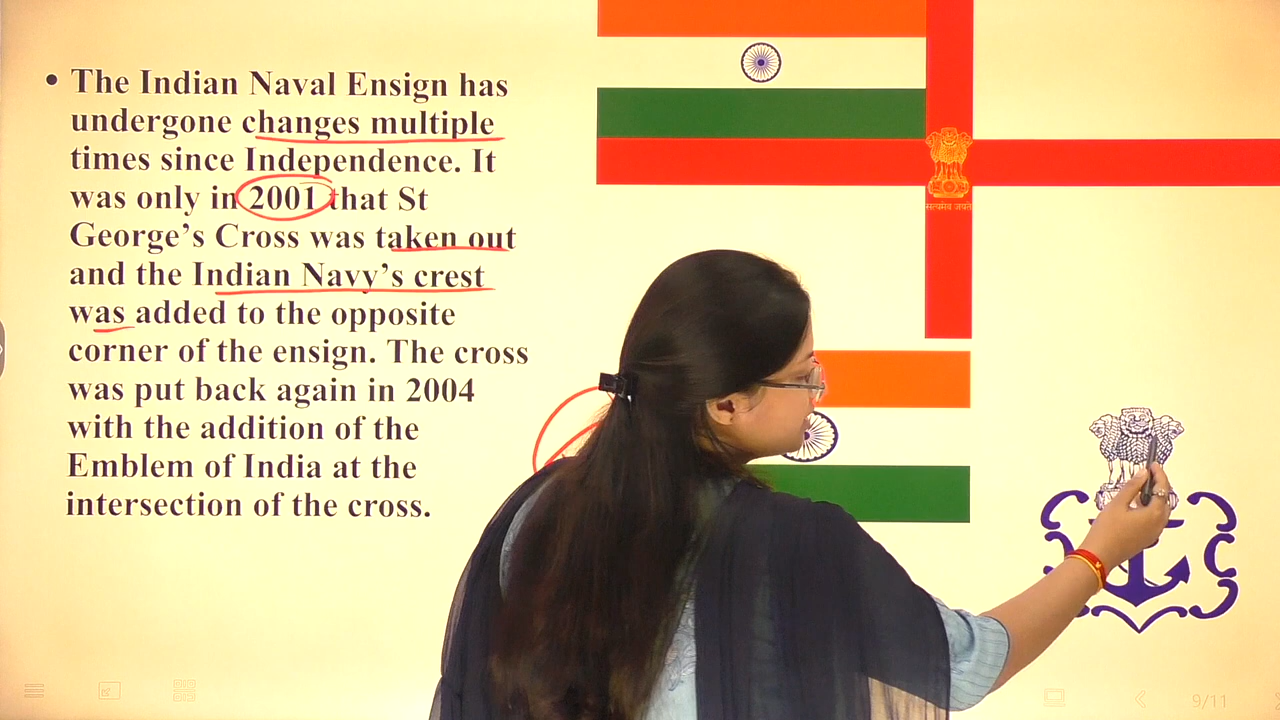 • The Indian Naval Ensign has
undergone changes multiple
times since Independence. It
was only in 2001 that St
George's Cross was taken out
and the Indian Navy's crest
was added to the opposite
corner of the ensign. The cross
was put back again in 2004
with the addition of the
Emblem of India at the
intersection of the cross.
सत्यमेव जयते
9/11